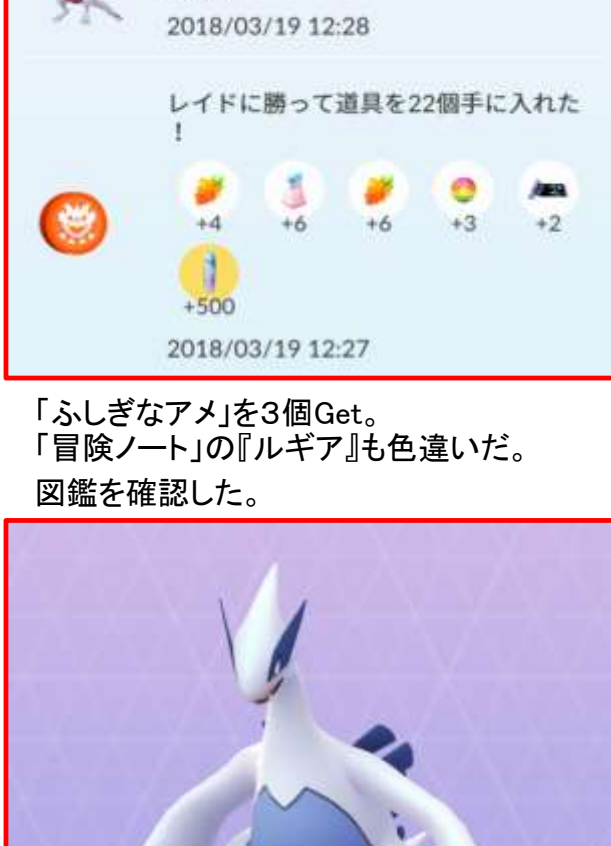 2018/03/19 12:28
レイドに勝って道具を22個手に入れた
！
+4
+6
+6
+3
+2
+500
2018/03/19 12:27
「ふしぎなアメ」を３個Get。
「冒険ノート」の『ルギア』も色違いだ。
図鑑を確認した。